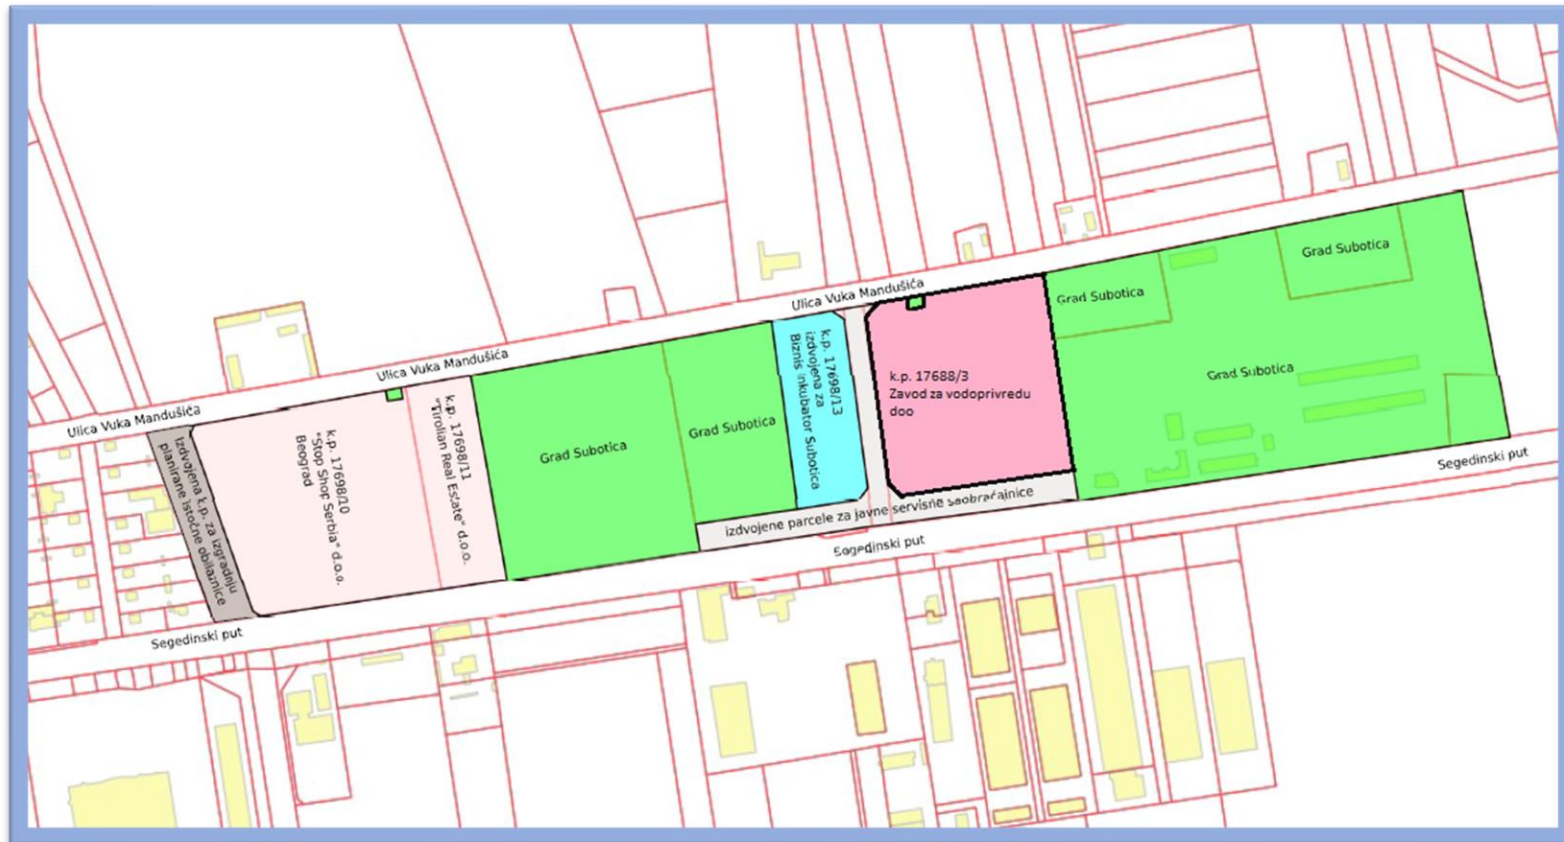 Ulica Vuka Mandušića
Ulica Vuka Mandušića
Ulica Vuka Mandušića
izdvojena k.p. za izgradnju
planirane istočne obilaznice
k.p. 17698/10
"Stop Shop Serbia" d.o.o.
Beograd
k.p. 17698/11
"Tirolian Real Estate" d.o.o.
Grad Subotica
Grad Subotica
k.p. 17698/13
izdvojena za
Biznis inkubator Subotica
k.p. 17688/3
Zavod za vodoprivredu
doo
Grad Subotica
Grad Subotica
Grad Subotica
izdvojene parcele za javne servisne saobraćajnice
Segedinski put
Segedinski put
Segedinski put